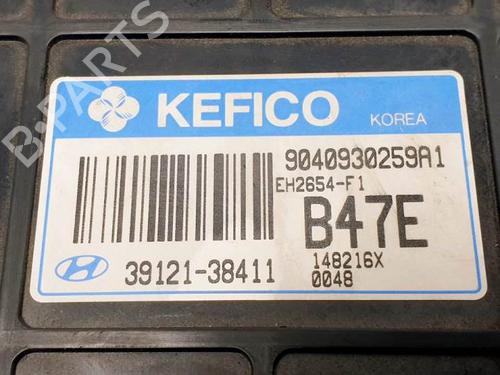 KEFICO KOREA
9040930259A1
EH2654-F1
B47E
39121-38411
148216X
0048
B-PARTS